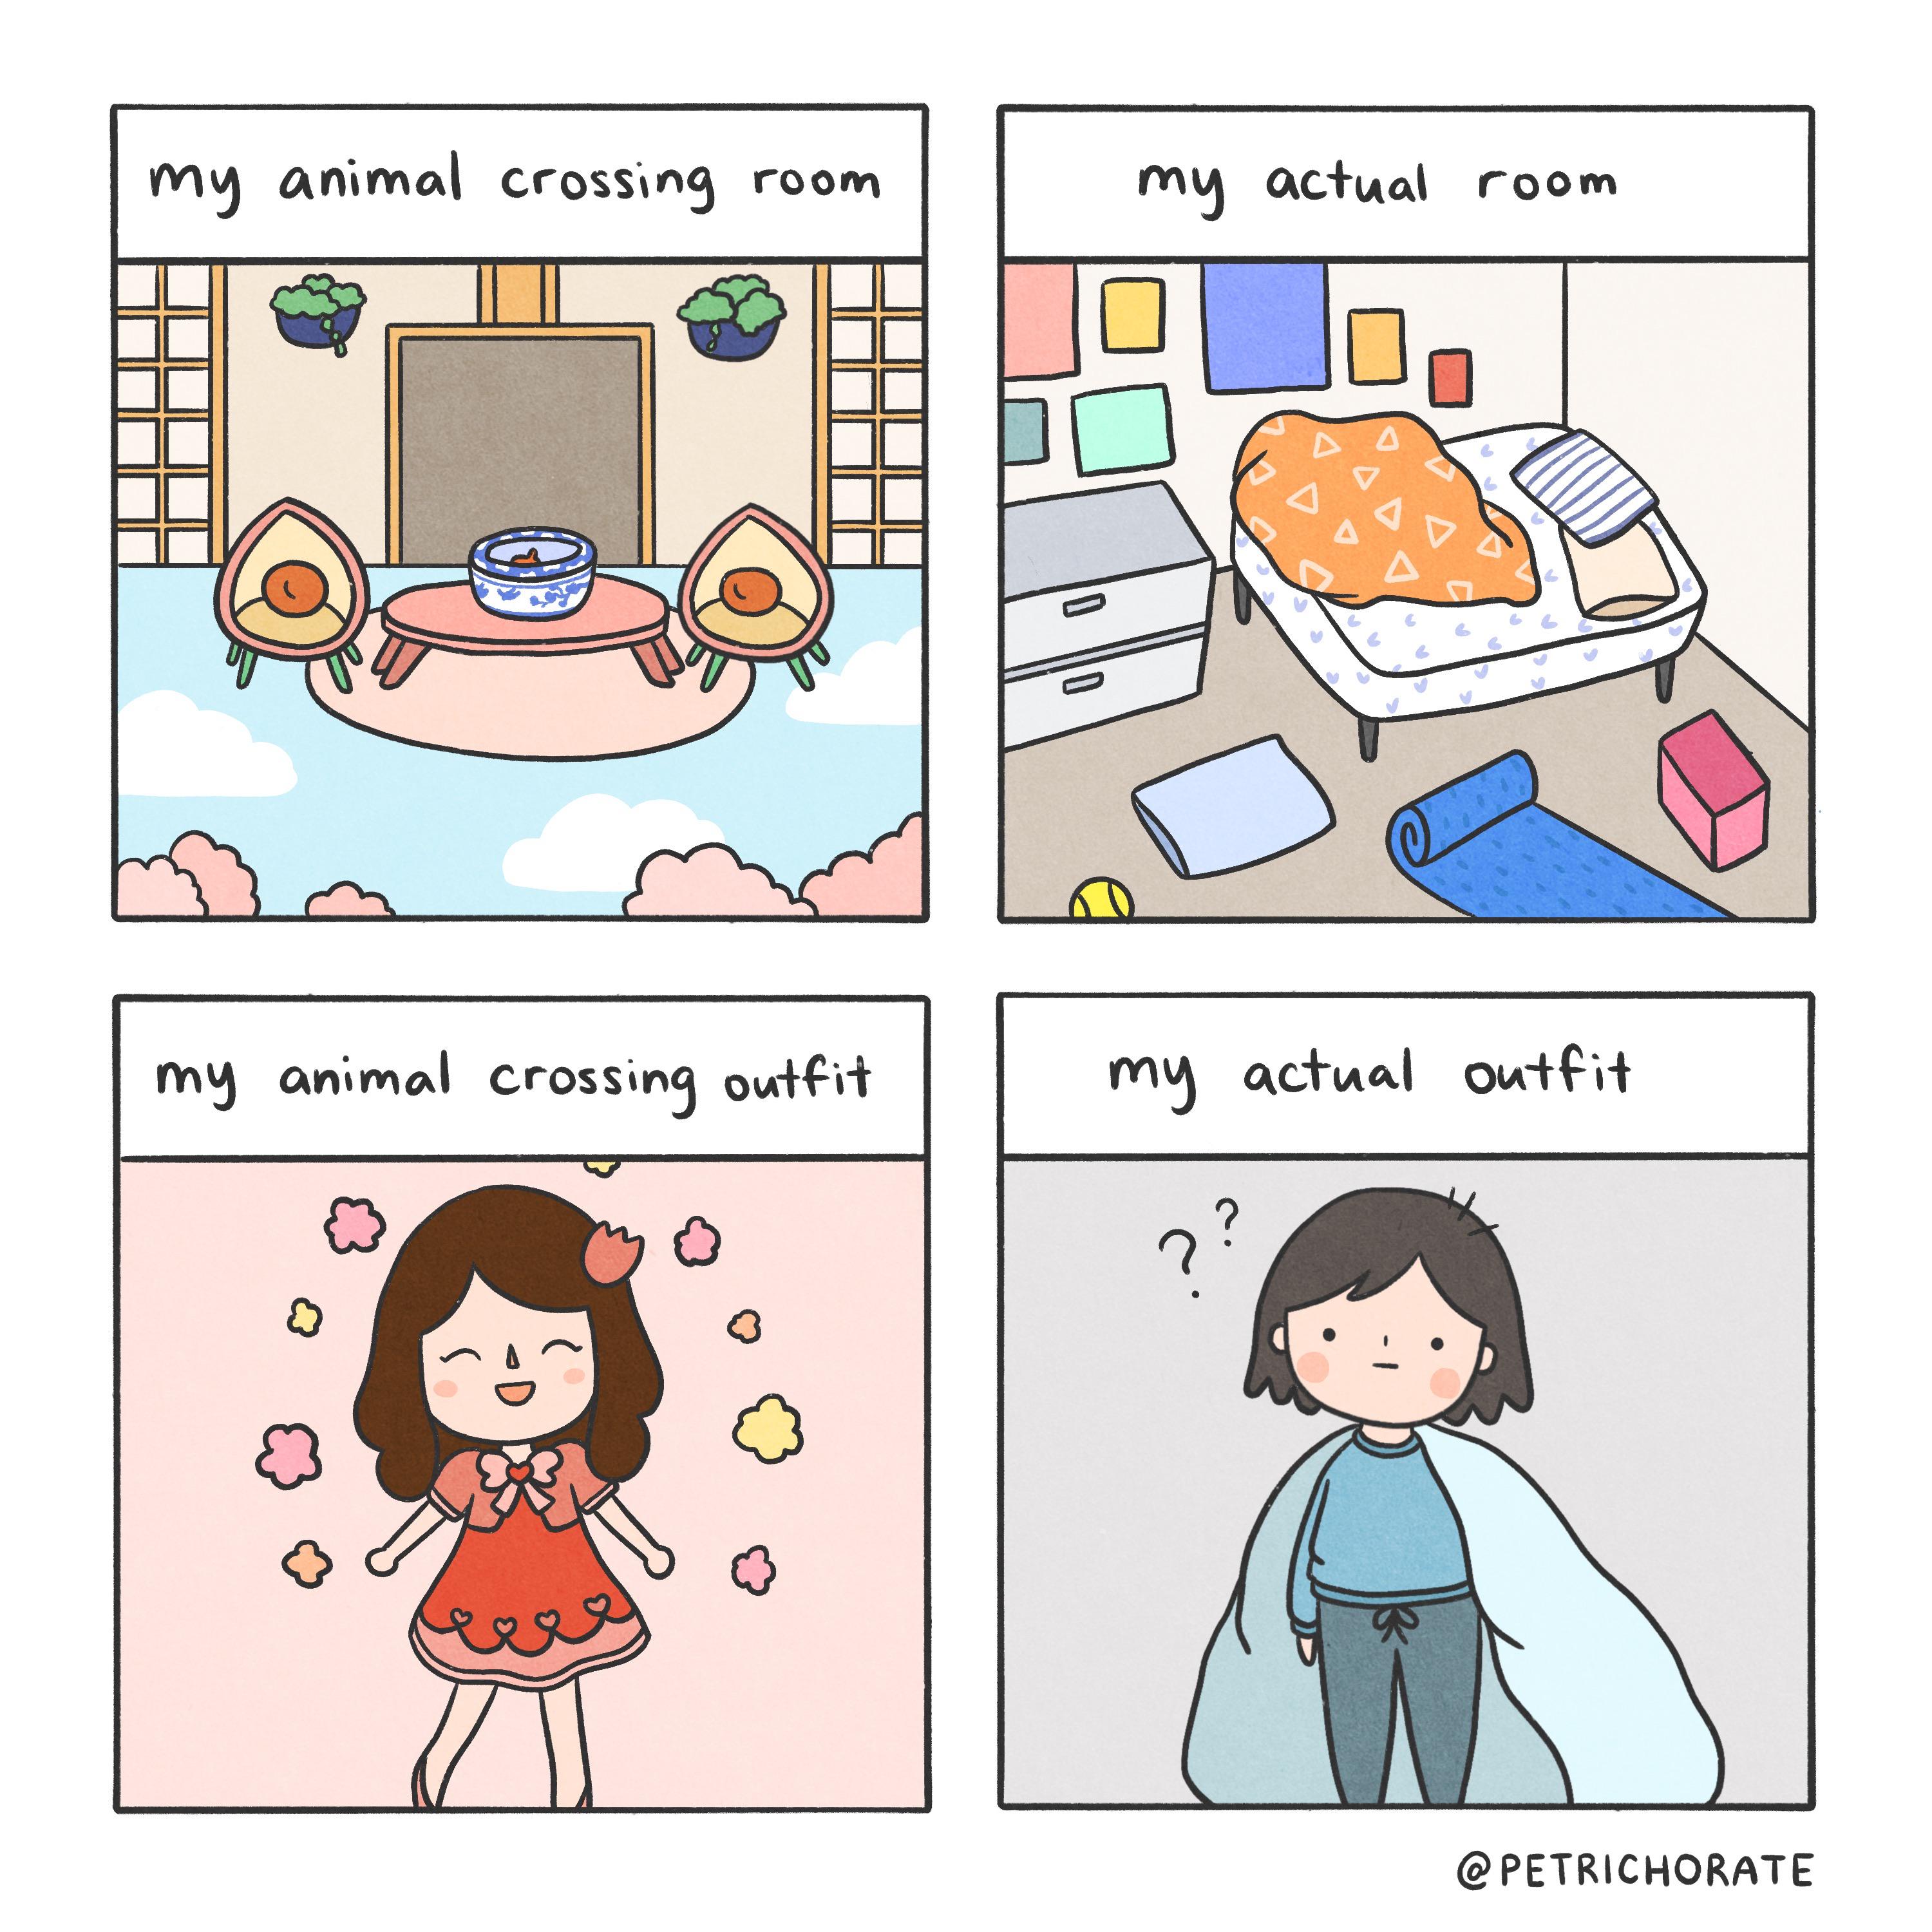 my animal crossing room
my actual room
my animal crossing outfit
my actual outfit
? ?
@PETRICHORATE